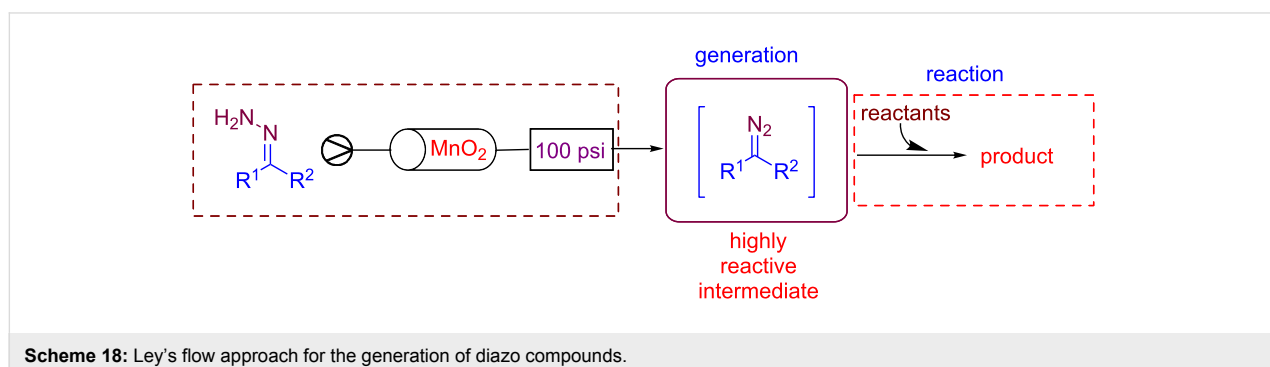 generation
reaction
H₂N
N
R¹ R²
MnO₂
100 psi
N₂
R¹ R²
reactants
product
highly
reactive
intermediate
Scheme 18: Ley's flow approach for the generation of diazo compounds.